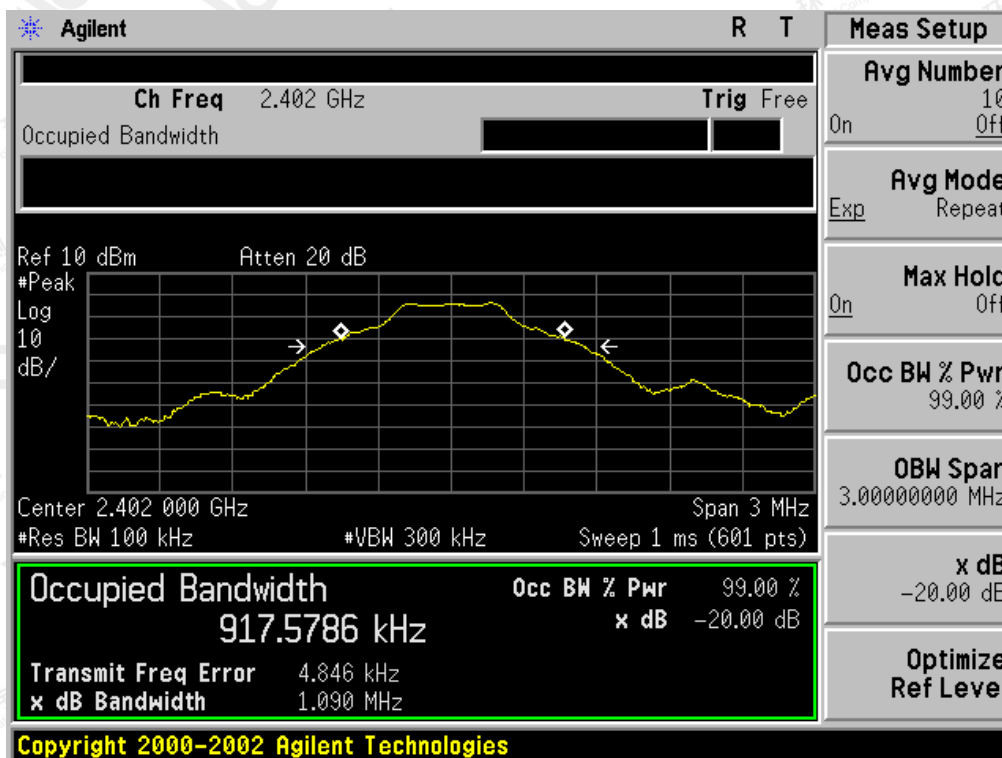 Agilent R T
Meas Setup
Ch Freq 2.402 GHz Trig Free
Occupied Bandwidth
Ref 10 dBm Atten 20 dB
#Peak
Log
10
dB/
Center 2.402 000 GHz Span 3 MHz
#Res BW 100 kHz #VBW 300 kHz Sweep 1 ms (601 pts)
Occupied Bandwidth
917.5786 kHz
Occ BW % Pwr 99.00 %
x dB -20.00 dB
Transmit Freq Error 4.846 kHz
x dB Bandwidth 1.090 MHz
Copyright 2000-2002 Agilent Technologies
Avg Number
10
On Off
Avg Mode
Exp Repeat
Max Hold
On Off
Occ BW % Pwr
99.00 %
OBW Span
3.00000000 MHz
x dB
-20.00 dB
Optimize
Ref Level